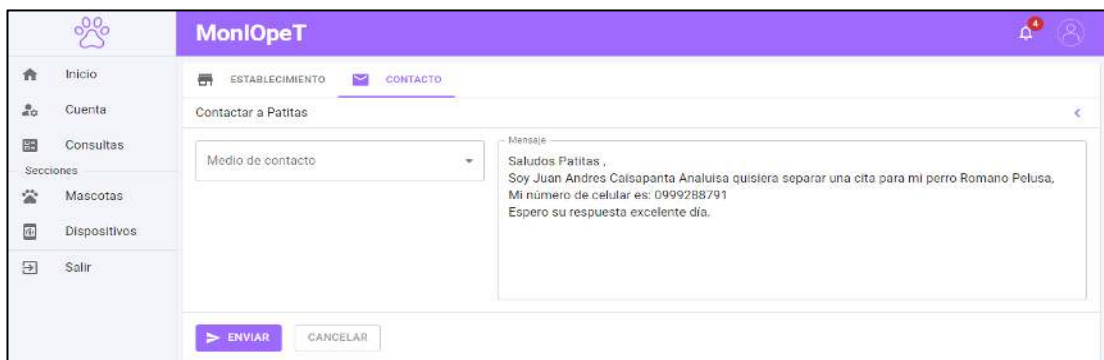 MonIOpeT
4
Inicio
Cuenta
Consultas
Secciones
Mascotas
Dispositivos
Salir
ESTABLECIMIENTO
CONTACTO
Contactar a Patitas
Medio de contacto
Mensaje
Saludos Patitas ,
Soy Juan Andres Caisapanta Analuisa quisiera separar una cita para mi perro Romano Pelusa,
Mi número de celular es: 0999288791
Espero su respuesta excelente día.
ENVIAR
CANCELAR